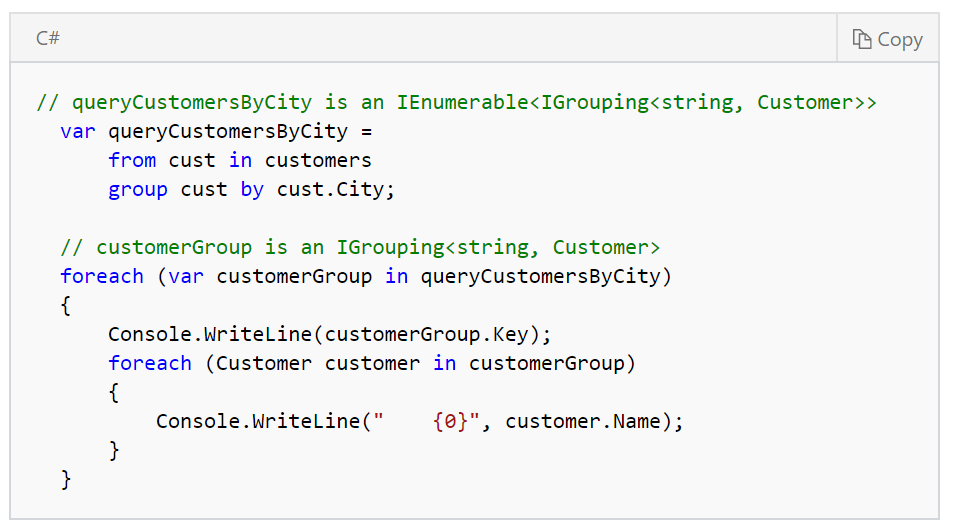 C#
Copy
// queryCustomersByCity is an IEnumerable<IGrouping<string, Customer>>
  var queryCustomersByCity =
      from cust in customers
      group cust by cust.City;

  // customerGroup is an IGrouping<string, Customer>
  foreach (var customerGroup in queryCustomersByCity)
  {
      Console.WriteLine(customerGroup.Key);
      foreach (Customer customer in customerGroup)
      {
          Console.WriteLine("    {0}", customer.Name);
      }
  }